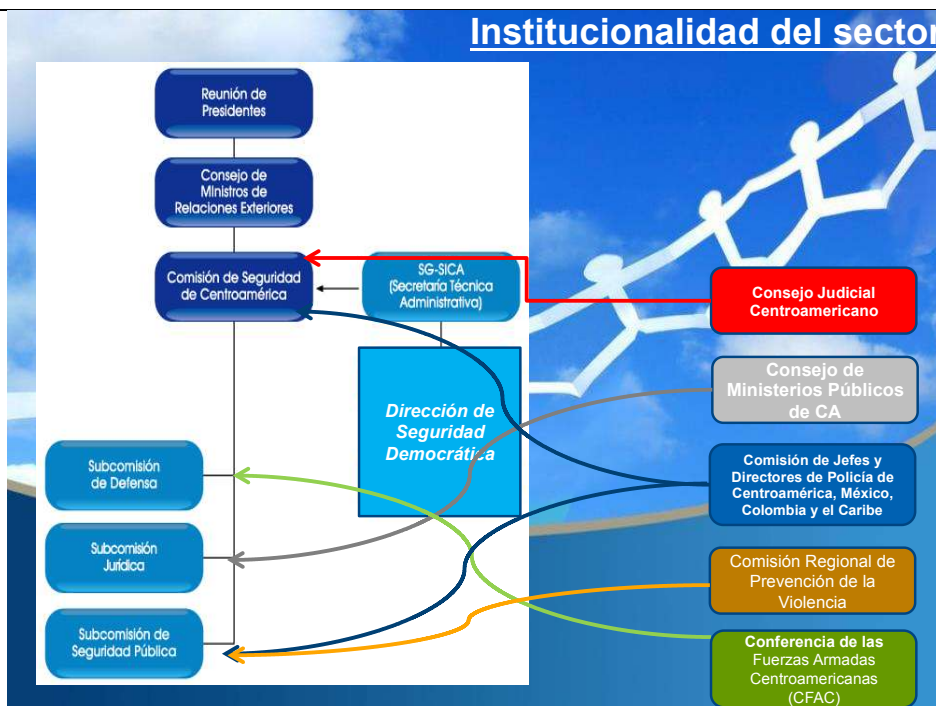 Institucionalidad del sector
Reunión de
Presidentes
Consejo de
Ministros de
Relaciones Exteriores
Comisión de Seguridad
de Centroamérica
SG-SICA
(Secretaría Técnica
Administrativa)
Dirección de
Seguridad
Democrática
Subcomisión
de Defensa
Subcomisión
Jurídica
Subcomisión de
Seguridad Pública
Consejo Judicial
Centroamericano
Consejo de
Ministerios Públicos
de CA
Comisión de Jefes y
Directores de Policía de
Centroamérica, México,
Colombia y el Caribe
Comisión Regional de
Prevención de la
Violencia
Conferencia de las
Fuerzas Armadas
Centroamericanas
(CFAC)